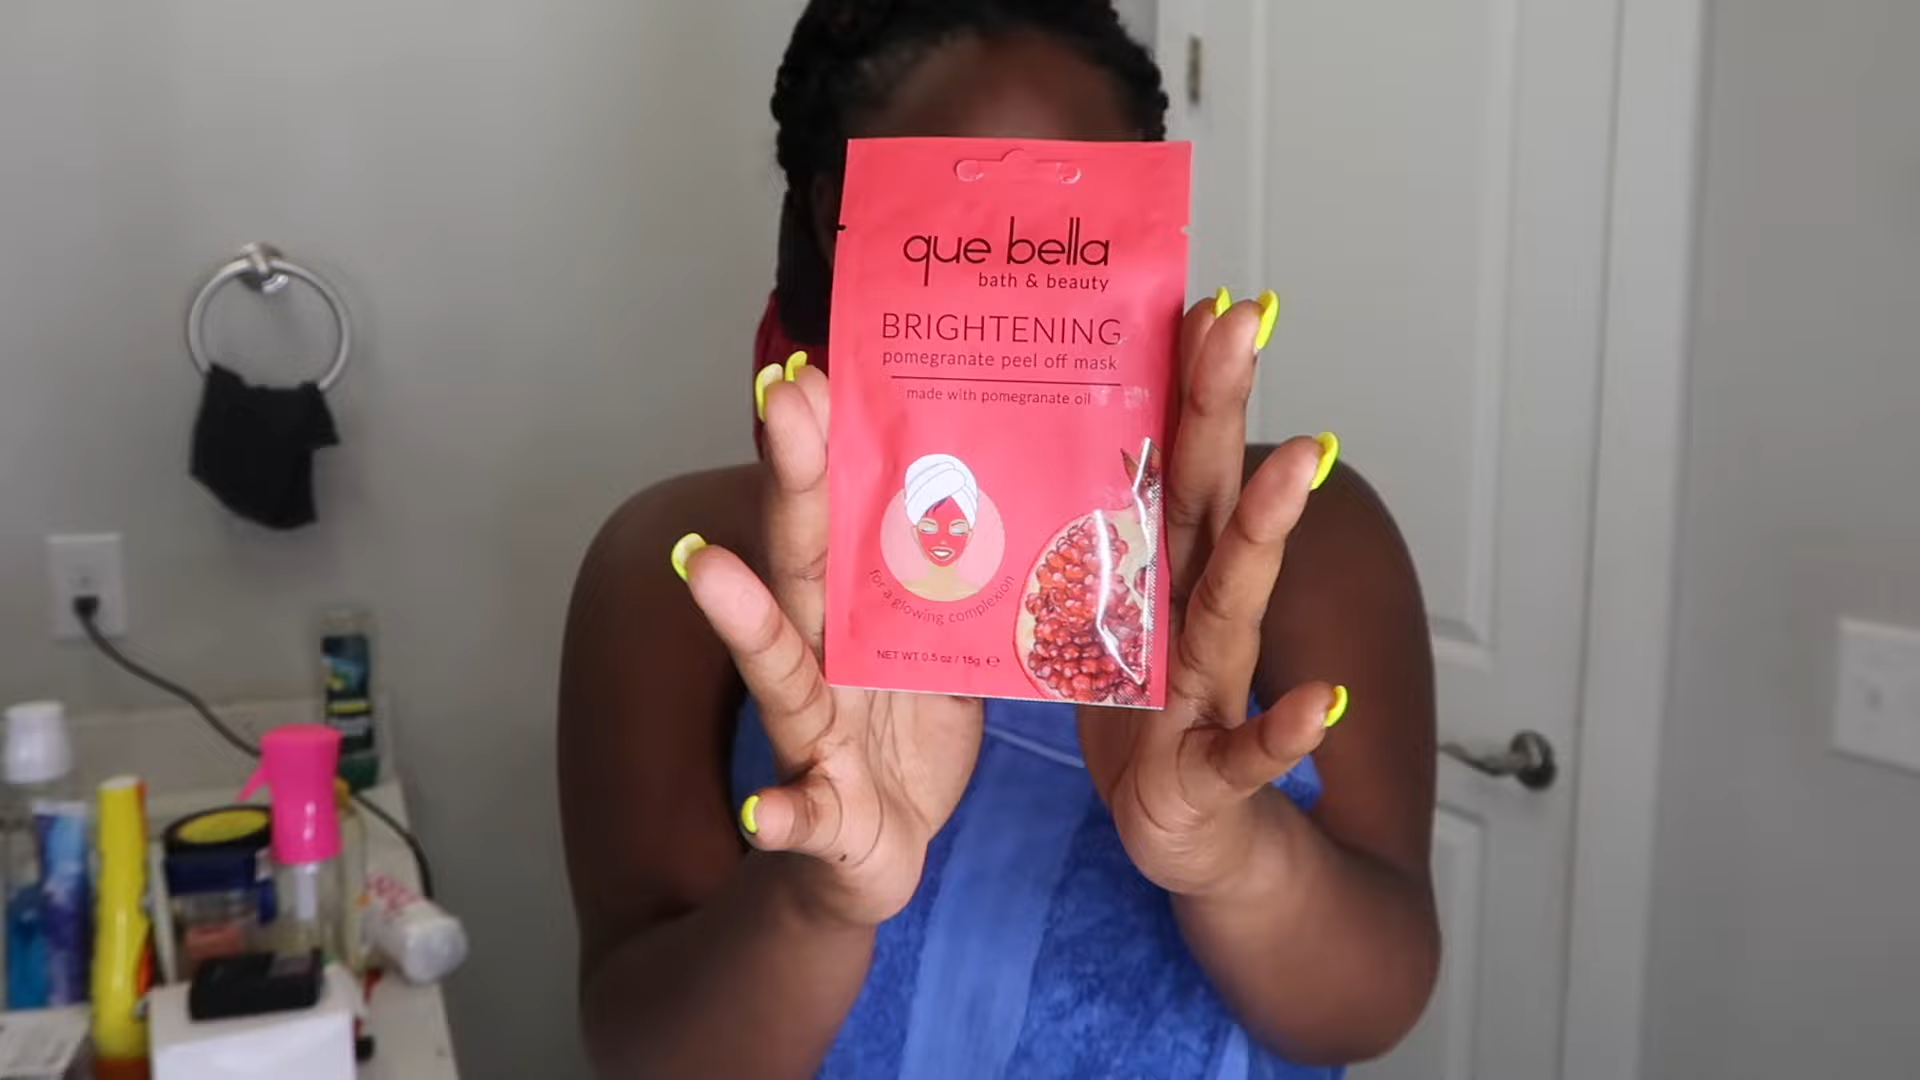 que bella
bath & beauty
BRIGHTENING
pomegranate peel off mask
made with pomegranate oil
for a glowing complexion
NET WT 0.5 oz / 15g ℮